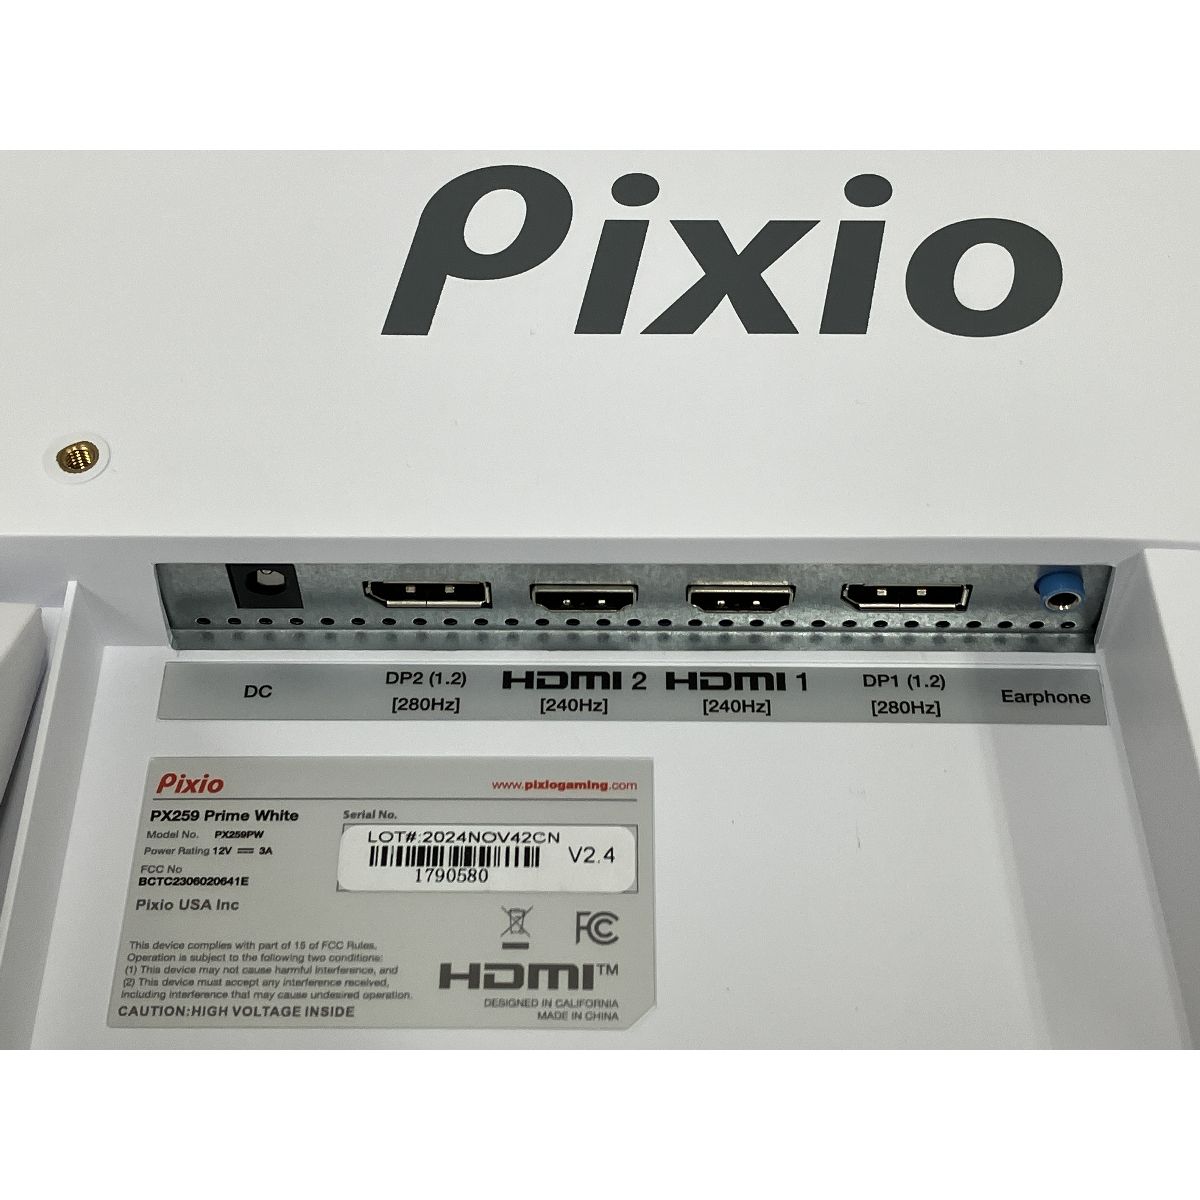 Pixio
DC
DP2 (1.2)
[280Hz]
HDMI 2
[240Hz]
HDMI 1
[240Hz]
DP1 (1.2)
[280Hz]
Earphone
Pixio
www.pixiogaming.com
PX259 Prime White
Model No. PX259PW
Power Rating 12V ⎓ 3A
FCC No
BCTC2306020641E
Pixio USA Inc
Serial No.
LOT#:2024NOV42CN
1790580
V2.4
FC
This device complies with part of 15 of FCC Rules.
Operation is subject to the following two conditions:
(1) This device may not cause harmful interference, and
(2) This device must accept any interference received,
including interference that may cause undesired operation.
CAUTION:HIGH VOLTAGE INSIDE
HDMI™
DESIGNED IN CALIFORNIA
MADE IN CHINA